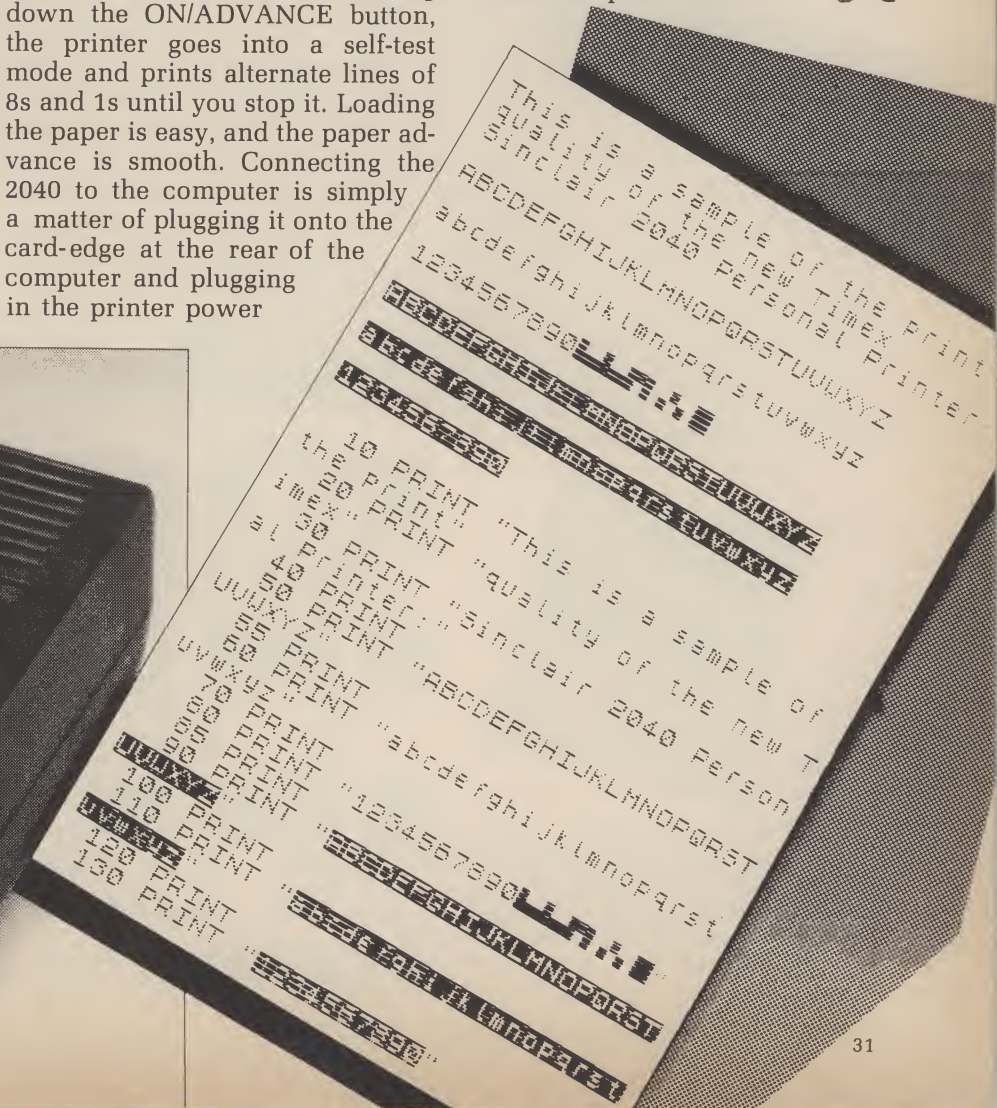 down the ON/ADVANCE button,
the printer goes into a self-test
mode and prints alternate lines of
8s and 1s until you stop it. Loading
the paper is easy, and the paper ad-
vance is smooth. Connecting the
2040 to the computer is simply
a matter of plugging it onto the
card-edge at the rear of the
computer and plugging
in the printer power
This is a sample of the print
quality of the new Timex
Sinclair 2040 Personal Printer.
ABCDEFGHIJKLMNOPQRSTUVWXYZ
abcdefghijklmnopqrstuvwxyz
1234567890
ABCDEFGHIJKLMNOPQRSTUVWXYZ
abcdefghijklmnopqrstuvwxyz
1234567890
10 PRINT "This is a sample of
the print"
20 PRINT "quality of the new T
imex"
30 PRINT "Sinclair 2040 Person
al Printer."
40 PRINT
50 PRINT "ABCDEFGHIJKLMNOPQRST
UVWXYZ"
55 PRINT
60 PRINT "abcdefghijklmnopqrst
uvwxyz"
70 PRINT
80 PRINT "1234567890"
85 PRINT
90 PRINT "ABCDEFGHIJKLMNOPQRST
UVWXYZ"
100 PRINT
110 PRINT "abcdefghijklmnopqrst
uvwxyz"
120 PRINT
130 PRINT "1234567890"
31